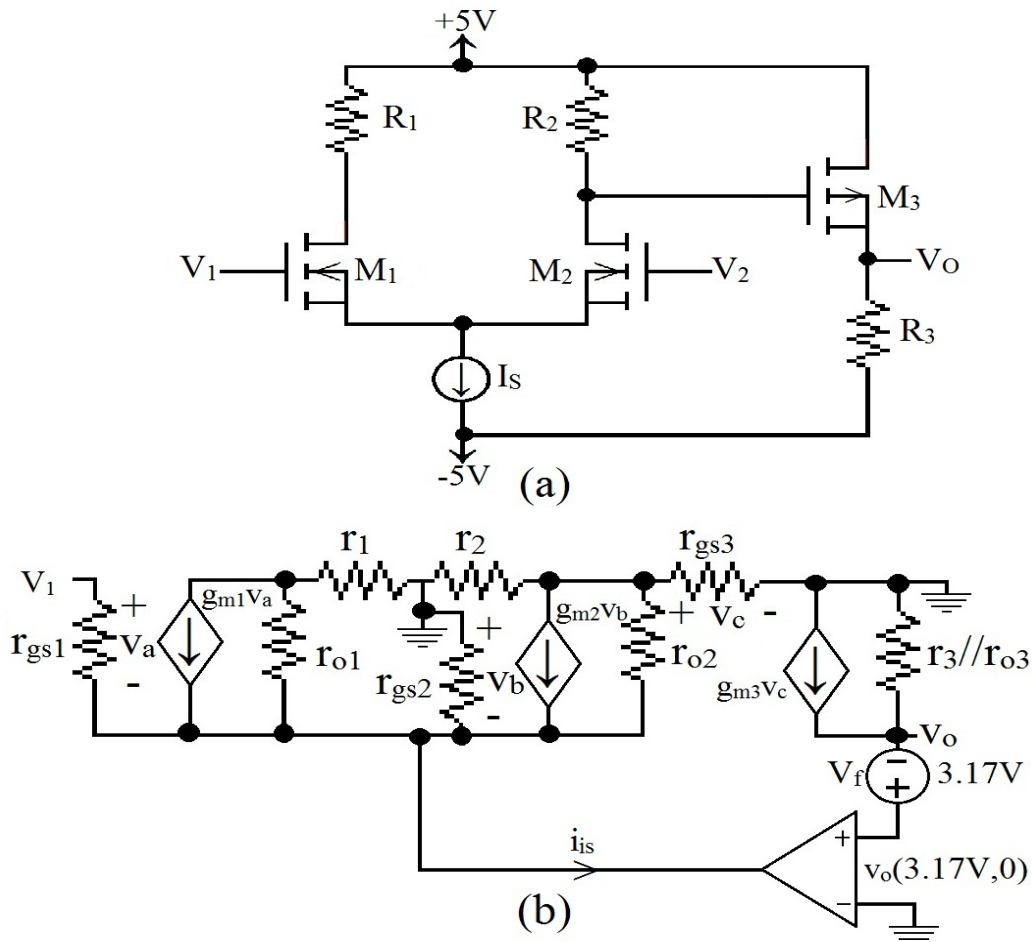 +5V
R1
R2
M3
V1
M1
M2
V2
VO
R3
IS
-5V
(a)
r1
r2
rgs3
V1
+
gm1va
gm2vb
+ vc -
rgs1
va
ro1
+
rgs2
vb
ro2
gm3vc
r3//ro3
-
-
vo
Vf
-
+
3.17V
iis
+
vo(3.17V,0)
-
(b)